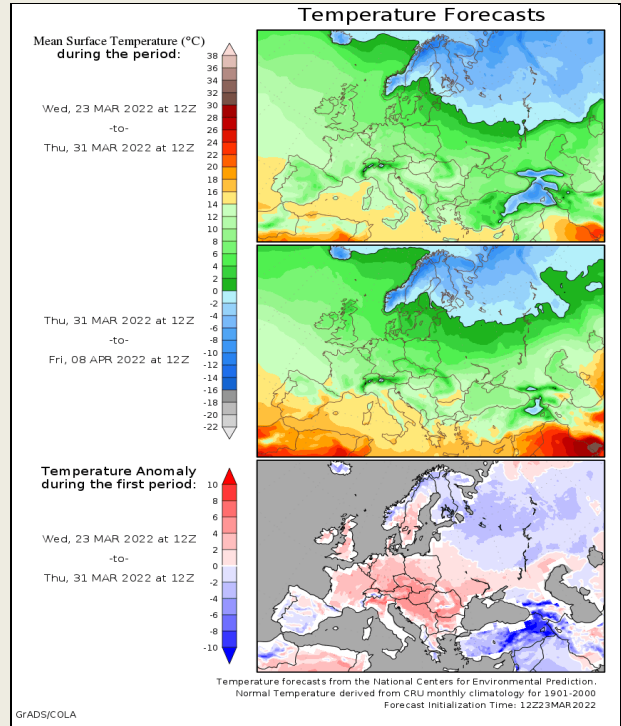 Temperature Forecasts
Mean Surface Temperature (°C)
during the period:
38
36
34
32
30
28
26
24
22
20
18
16
14
12
10
8
6
4
2
0
-2
-4
-6
-8
-10
-12
-14
-16
-18
-20
-22
Wed, 23 MAR 2022 at 12Z
-to-
Thu, 31 MAR 2022 at 12Z
Thu, 31 MAR 2022 at 12Z
-to-
Fri, 08 APR 2022 at 12Z
Temperature Anomaly
during the first period:
10
8
6
4
2
0
-2
-4
-6
-8
-10
Wed, 23 MAR 2022 at 12Z
-to-
Thu, 31 MAR 2022 at 12Z
Temperature forecasts from the National Centers for Environmental Prediction.
Normal Temperature derived from CRU monthly climatology for 1901-2000
Forecast Initialization Time: 12Z23MAR2022
GrADS/COLA